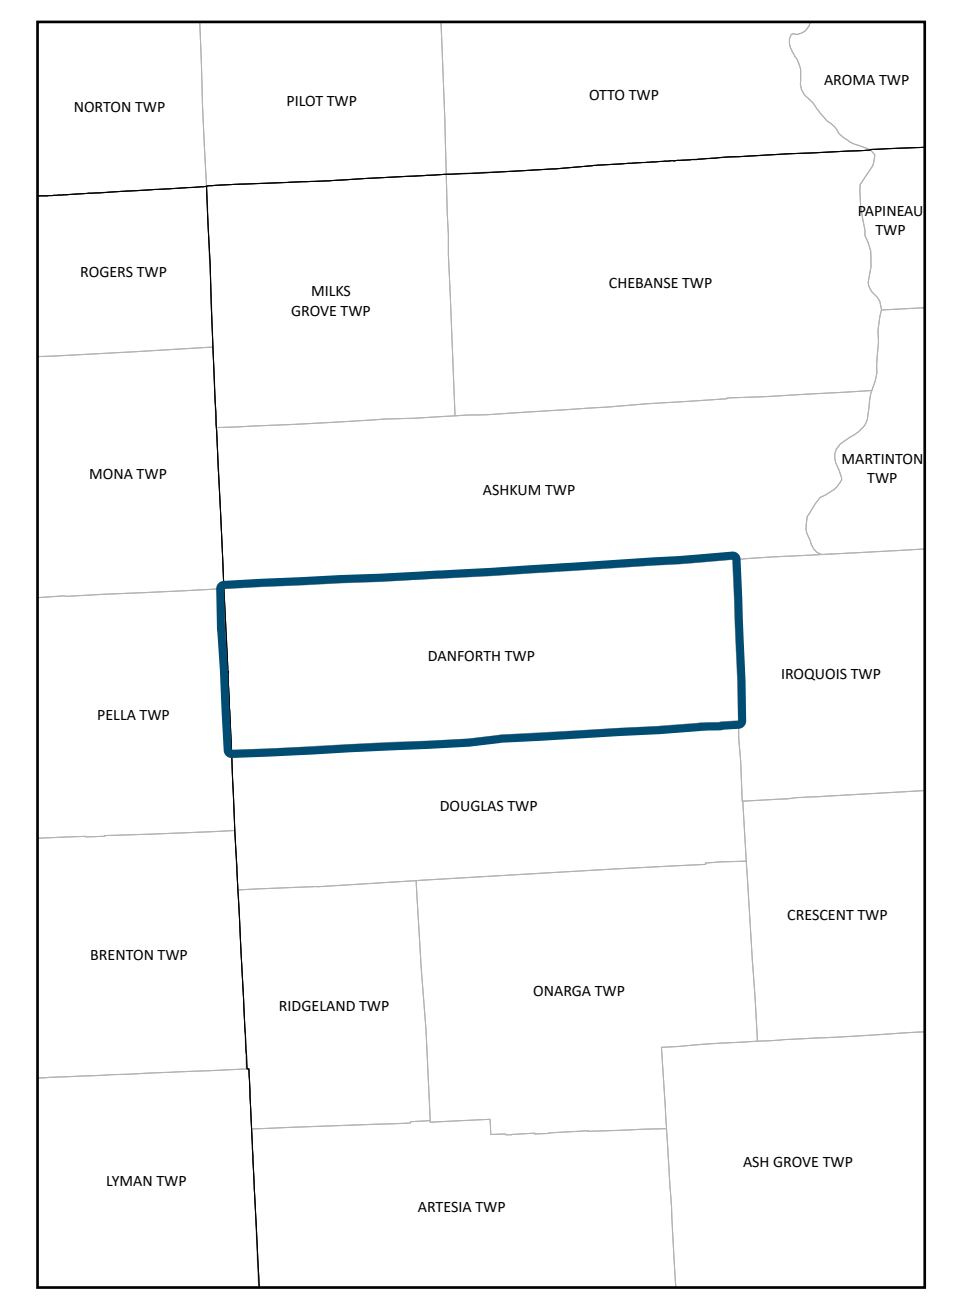 NORTON TWP
PILOT TWP
OTTO TWP
AROMA TWP
PAPINEAU
TWP
ROGERS TWP
MILKS
GROVE TWP
CHEBANSE TWP
MONA TWP
ASHKUM TWP
MARTINTON
TWP
DANFORTH TWP
IROQUOIS TWP
PELLA TWP
DOUGLAS TWP
CRESCENT TWP
BRENTON TWP
RIDGELAND TWP
ONARGA TWP
ASH GROVE TWP
LYMAN TWP
ARTESIA TWP